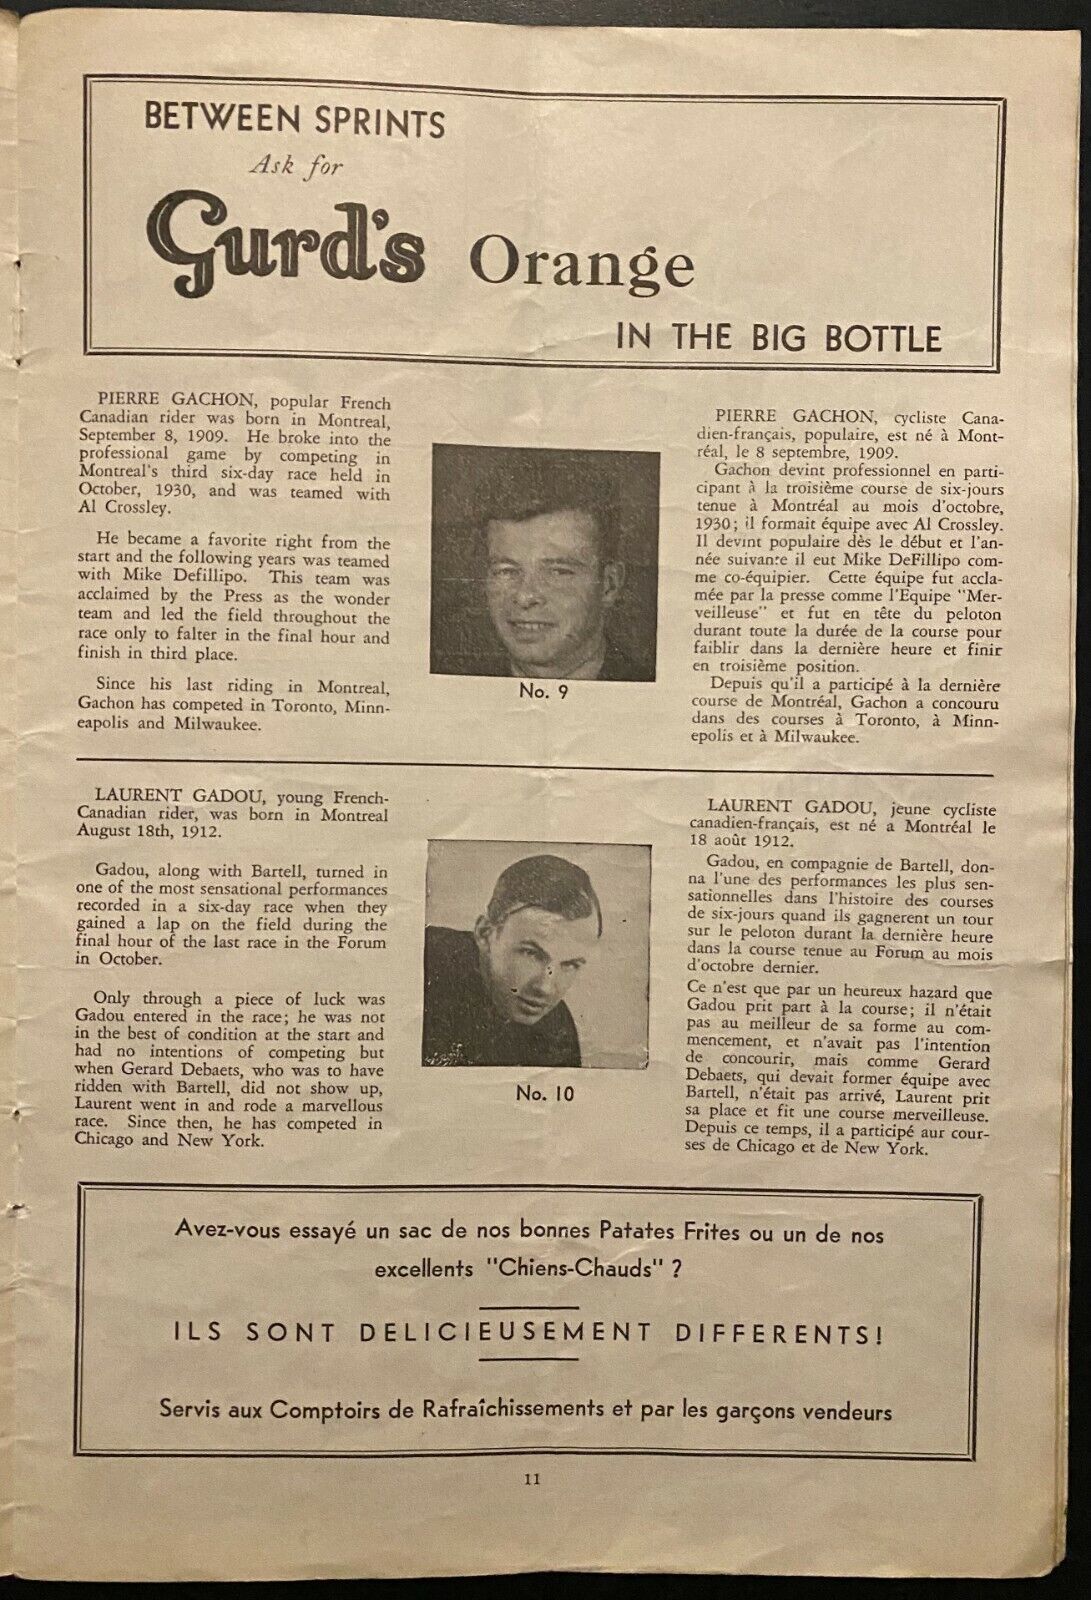 BETWEEN SPRINTS
Ask for
Gurd's Orange
IN THE BIG BOTTLE
PIERRE GACHON, popular French
Canadian rider was born in Montreal,
September 8, 1909. He broke into the
professional game by competing in
Montreal's third six-day race held in
October, 1930, and was teamed with
Al Crossley.
He became a favorite right from the
start and the following years was teamed
with Mike Defillipo. This team was
acclaimed by the Press as the wonder
team and led the field throughout the
race only to falter in the final hour and
finish in third place.
Since his last riding in Montreal,
Gachon has competed in Toronto, Minn-
eapolis and Milwaukee.
No. 9
PIERRE GACHON, cycliste Cana-
dien-français, populaire, est né à Mont-
réal, le 8 septembre, 1909.
Gachon devint professionnel en parti-
cipant à la troisième course de six-jours
tenue à Montréal au mois d'octobre,
1930; il formait équipe avec Al Crossley.
Il devint populaire dès le début et l'an-
née suivante il eut Mike DeFillipo com-
me co-équipier. Cette équipe fut accla-
mée par la presse comme l'Equipe "Mer-
veilleuse" et fut en tête du peloton
durant toute la durée de la course pour
faiblir dans la dernière heure et finir
en troisième position.
Depuis qu'il a participé à la dernière
course de Montréal, Gachon a concouru
dans des courses à Toronto, à Minn-
epolis et à Milwaukee.
LAURENT GADOU, young French-
Canadian rider, was born in Montreal
August 18th, 1912.
Gadou, along with Bartell, turned in
one of the most sensational performances
recorded in a six-day race when they
gained a lap on the field during the
final hour of the last race in the Forum
in October.
Only through a piece of luck was
Gadou entered in the race; he was not
in the best of condition at the start and
had no intentions of competing but
when Gerard Debaets, who was to have
ridden with Bartell, did not show up,
Laurent went in and rode a marvellous
race. Since then, he has competed in
Chicago and New York.
No. 10
LAURENT GADOU, jeune cycliste
canadien-français, est né a Montréal le
18 août 1912.
Gadou, en compagnie de Bartell, don-
na l'une des performances les plus sen-
sationnelles dans l'histoire des courses
de six-jours quand ils gagnerent un tour
sur le peloton durant la dernière heure
dans la course tenue au Forum au mois
d'octobre dernier.
Ce n'est que par un heureux hazard que
Gadou prit part à la course; il n'était
pas au meilleur de sa forme au com-
mencement, et n'avait pas l'intention
de concourir, mais comme Gerard
Debaets, qui devait former équipe avec
Bartell, n'était pas arrivé, Laurent prit
sa place et fit une course merveilleuse.
Depuis ce temps, il a participé aur cour-
ses de Chicago et de New York.
Avez-vous essayé un sac de nos bonnes Patates Frites ou un de nos
excellents "Chiens-Chauds" ?
ILS SONT DELICIEUSEMENT DIFFERENTS!
Servis aux Comptoirs de Rafraîchissements et par les garçons vendeurs
11